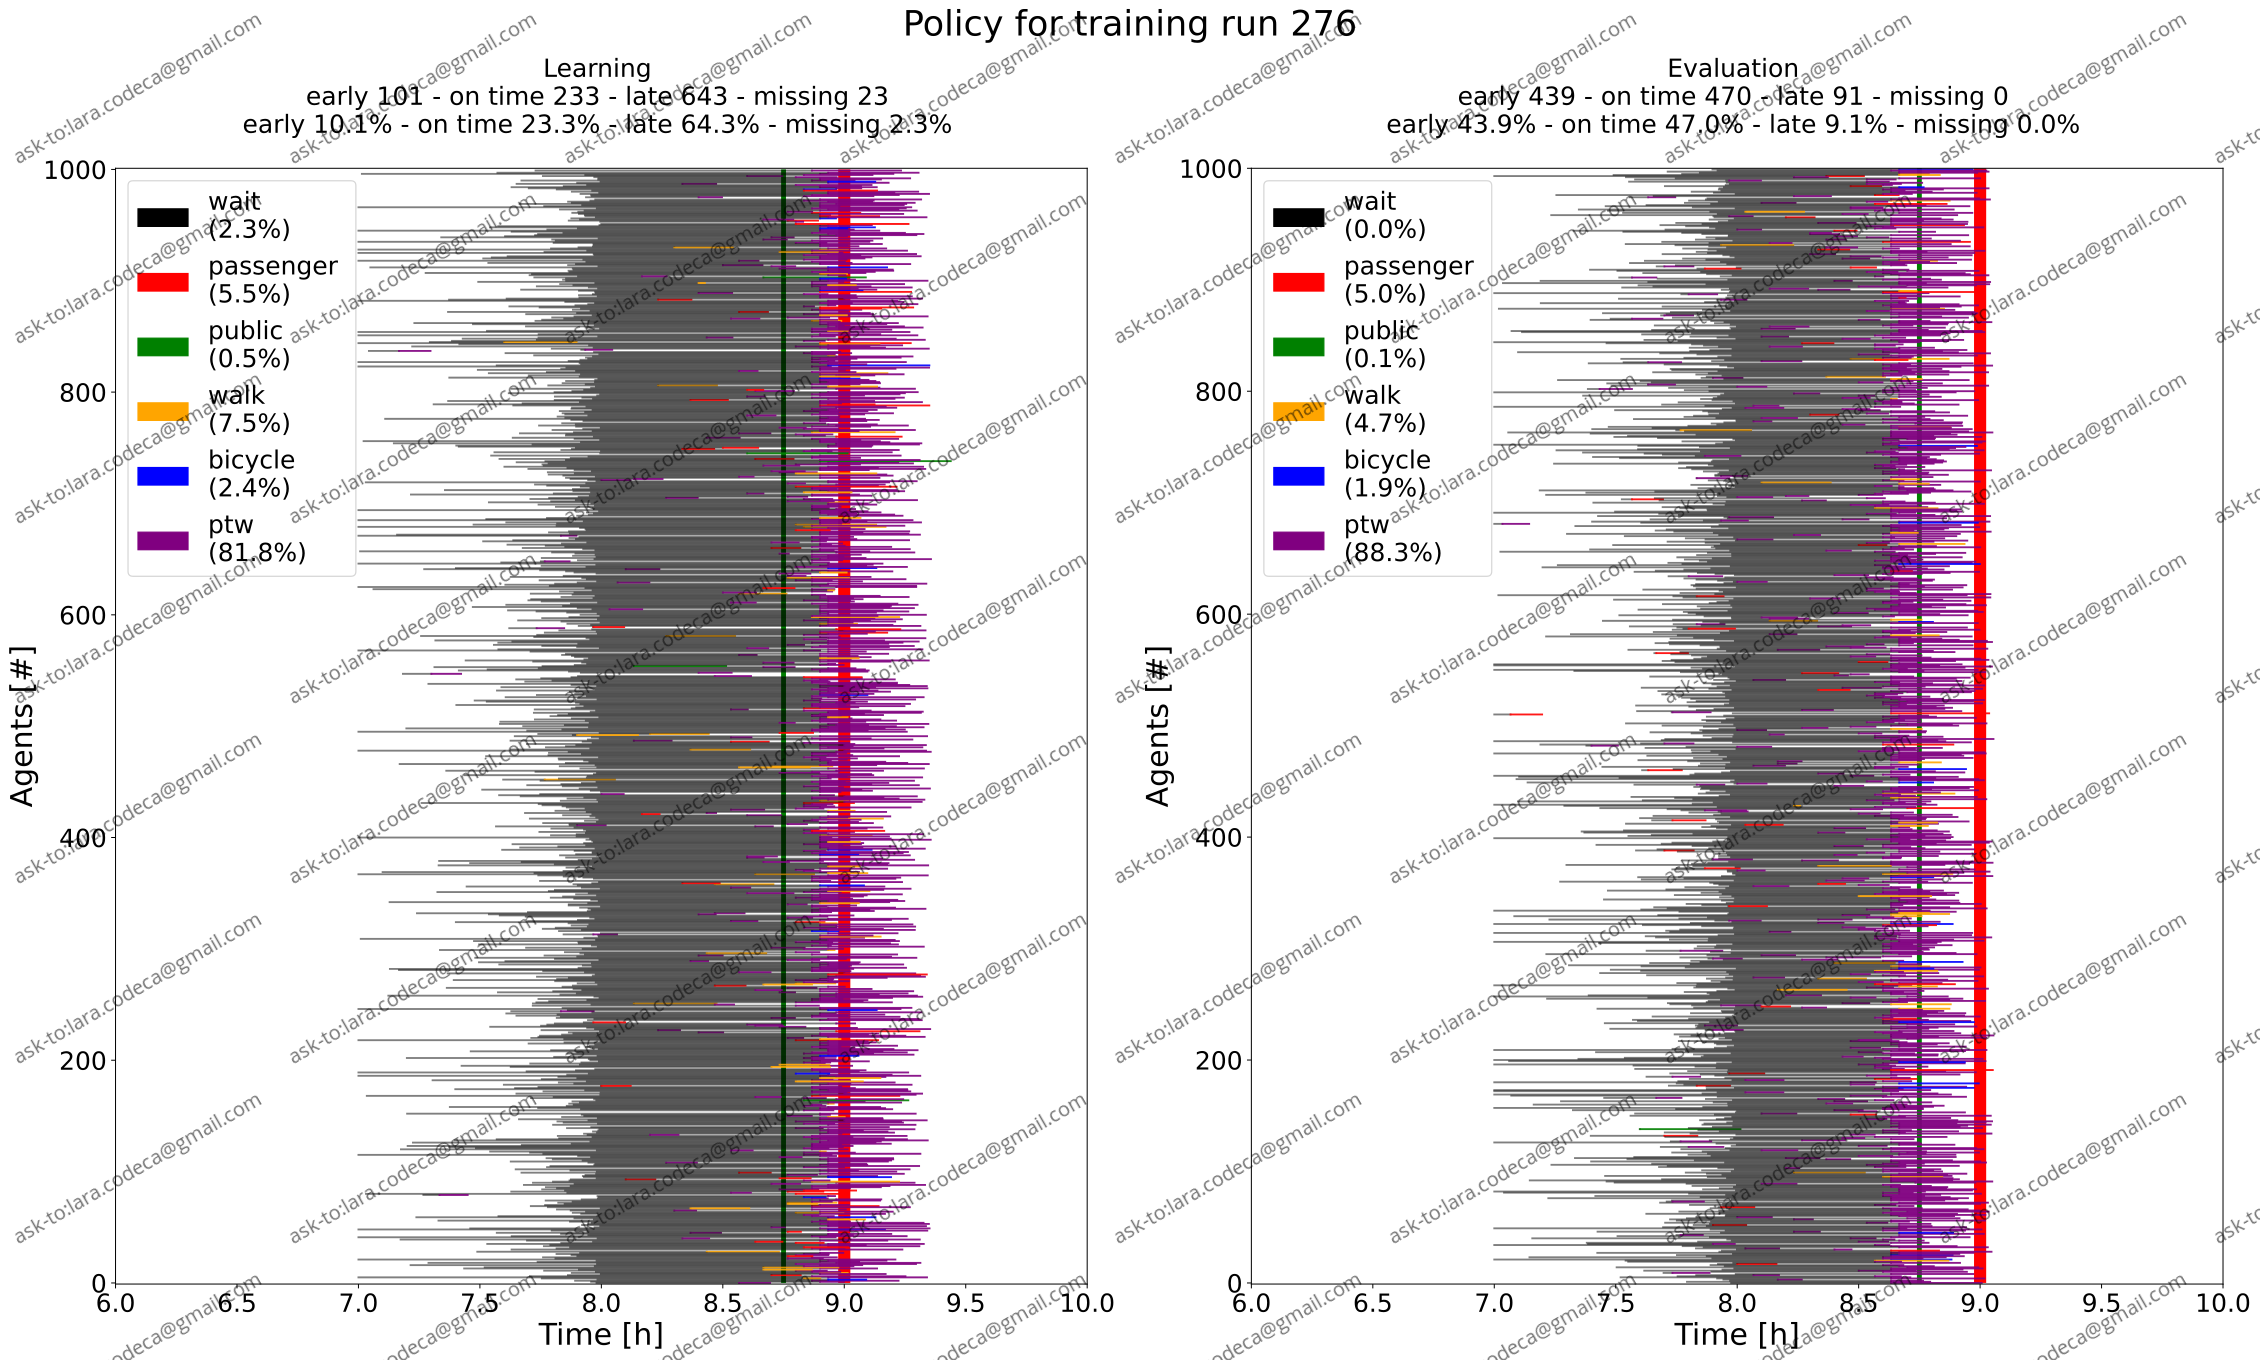 Policy for training run 276
Learning
early 101 - on time 233 - late 643 - missing 23
early 10.1% - on time 23.3% - late 64.3% - missing 2.3%
1000
800
600
400
200
0
Agents [#]
wait
(2.3%)
passenger
(5.5%)
public
(0.5%)
walk
(7.5%)
bicycle
(2.4%)
ptw
(81.8%)
6.0 6.5 7.0 7.5 8.0 8.5 9.0 9.5 10.0
Time [h]
Evaluation
early 439 - on time 470 - late 91 - missing 0
early 43.9% - on time 47.0% - late 9.1% - missing 0.0%
1000
800
600
400
200
0
Agents [#]
wait
(0.0%)
passenger
(5.0%)
public
(0.1%)
walk
(4.7%)
bicycle
(1.9%)
ptw
(88.3%)
6.0 6.5 7.0 7.5 8.0 8.5 9.0 9.5 10.0
Time [h]
ask-to:lara.codeca@gmail.com